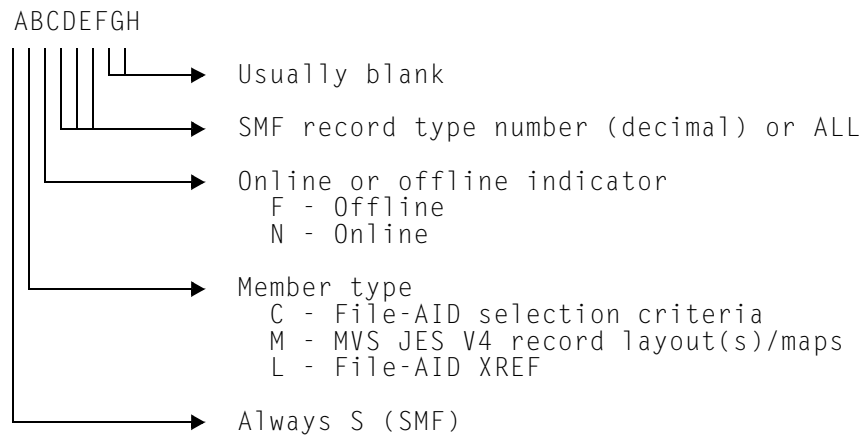 ABCDEFGH
Usually blank
SMF record type number (decimal) or ALL
Online or offline indicator
F - Offline
N - Online
Member type
C - File-AID selection criteria
M - MVS JES V4 record layout(s)/maps
L - File-AID XREF
Always S (SMF)